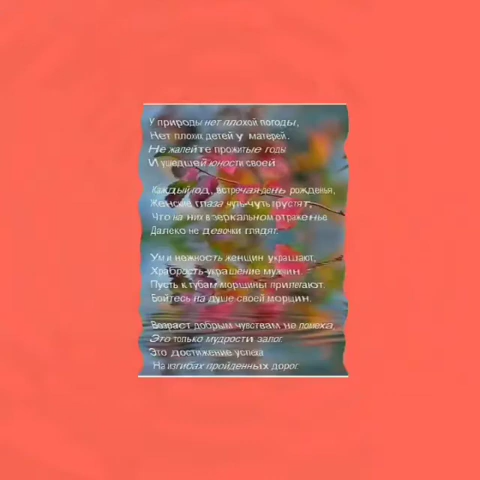 У природы нет плохой погоды,
Нет плохих детей у матерей.
Не жалейте прожитые годы
И ушедшей юности своей.
Каждый год, встречая день рожденья,
Женские глаза чуть-чуть грустят,
Что на них в зеркальном отраженье
Далеко не девочки глядят.
Ум и нежность женщин украшают,
Храбрость-украшение мужчин.
Пусть к губам морщины прилегают.
Бойтесь на душе своей морщин.
Возраст добрым чувствам не помеха,
Это только мудрости залог
Это достижение успеха
На изгибах пройденных дорог